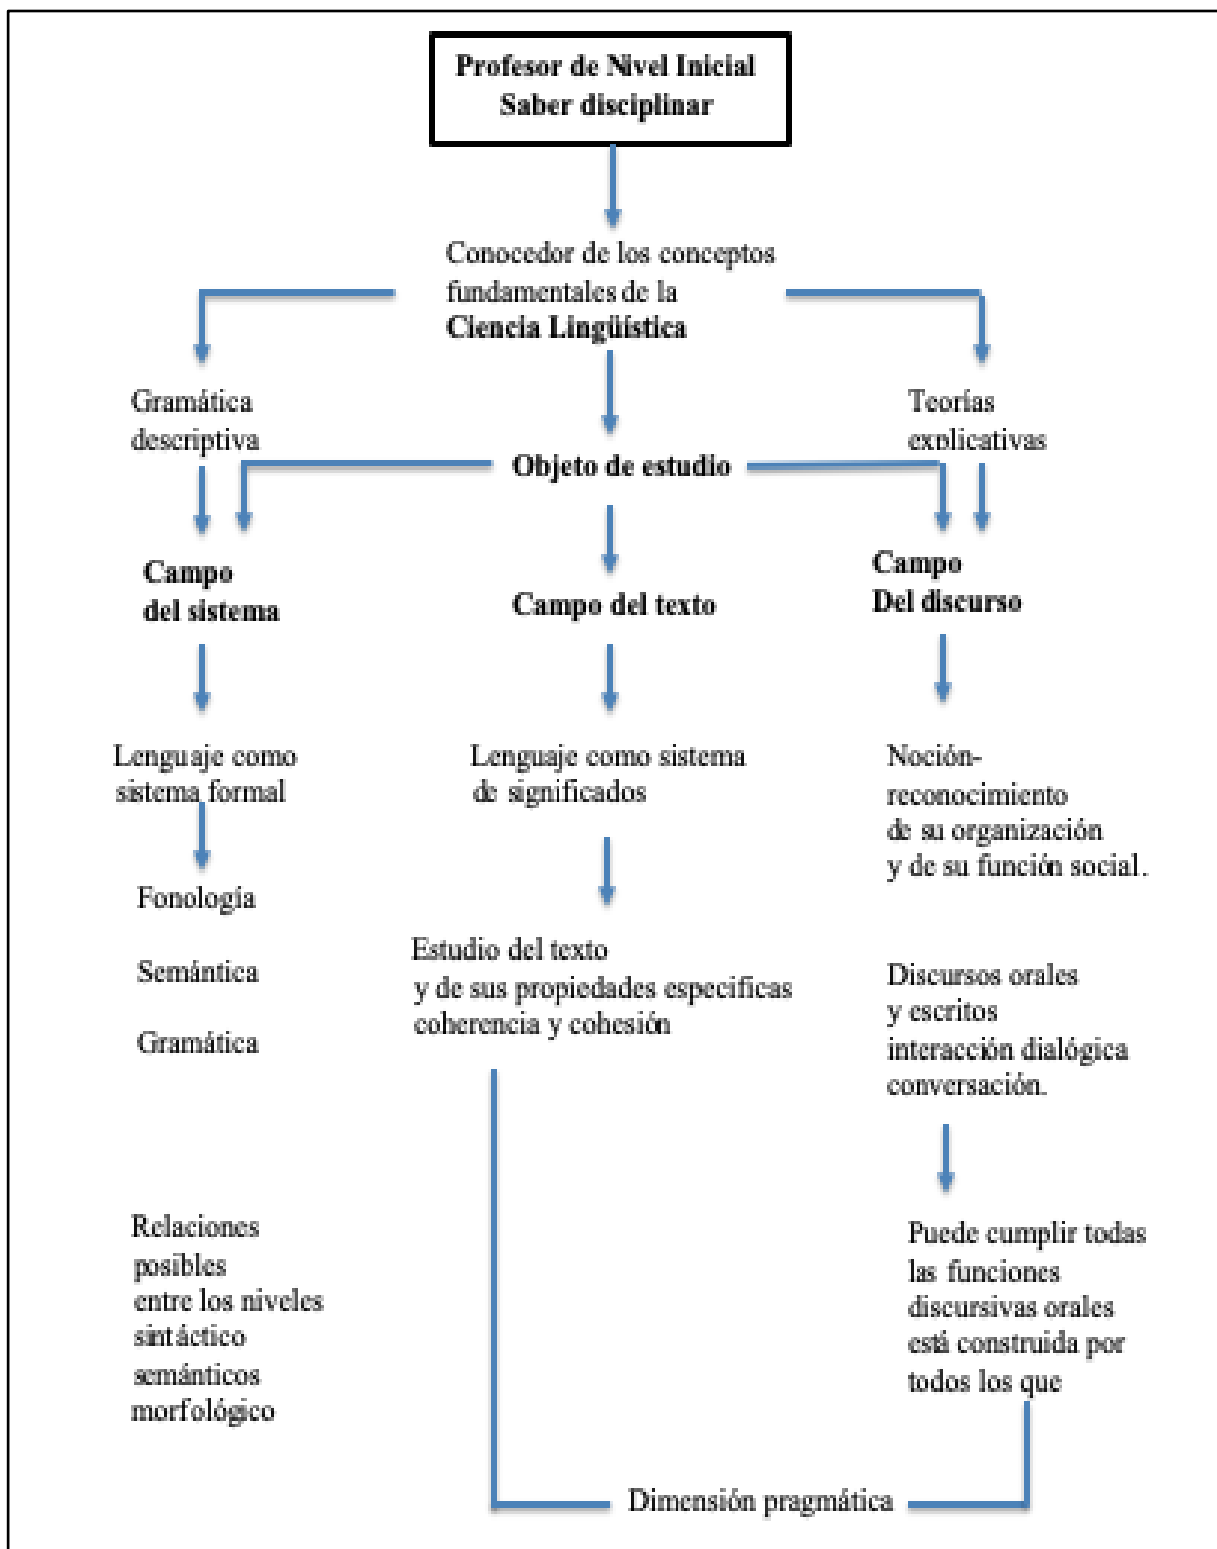 Profesor de Nivel Inicial
Saber disciplinar
Conocedor de los conceptos
fundamentales de la
Ciencia Lingüística
Gramática
descriptiva
Teorías
explicativas
Objeto de estudio
Campo
del sistema
Campo del texto
Campo
Del discurso
Lenguaje como
sistema formal
Lenguaje como sistema
de significados
Noción-
reconocimiento
de su organización
y de su función social.
Fonología
Semántica
Gramática
Estudio del texto
y de sus propiedades especificas
coherencia y cohesión
Discursos orales
y escritos
interacción dialógica
conversación.
Relaciones
posibles
entre los niveles
sintáctico
semánticos
morfológico
Puede cumplir todas
las funciones
discursivas orales
está construida por
todos los que
Dimensión pragmática